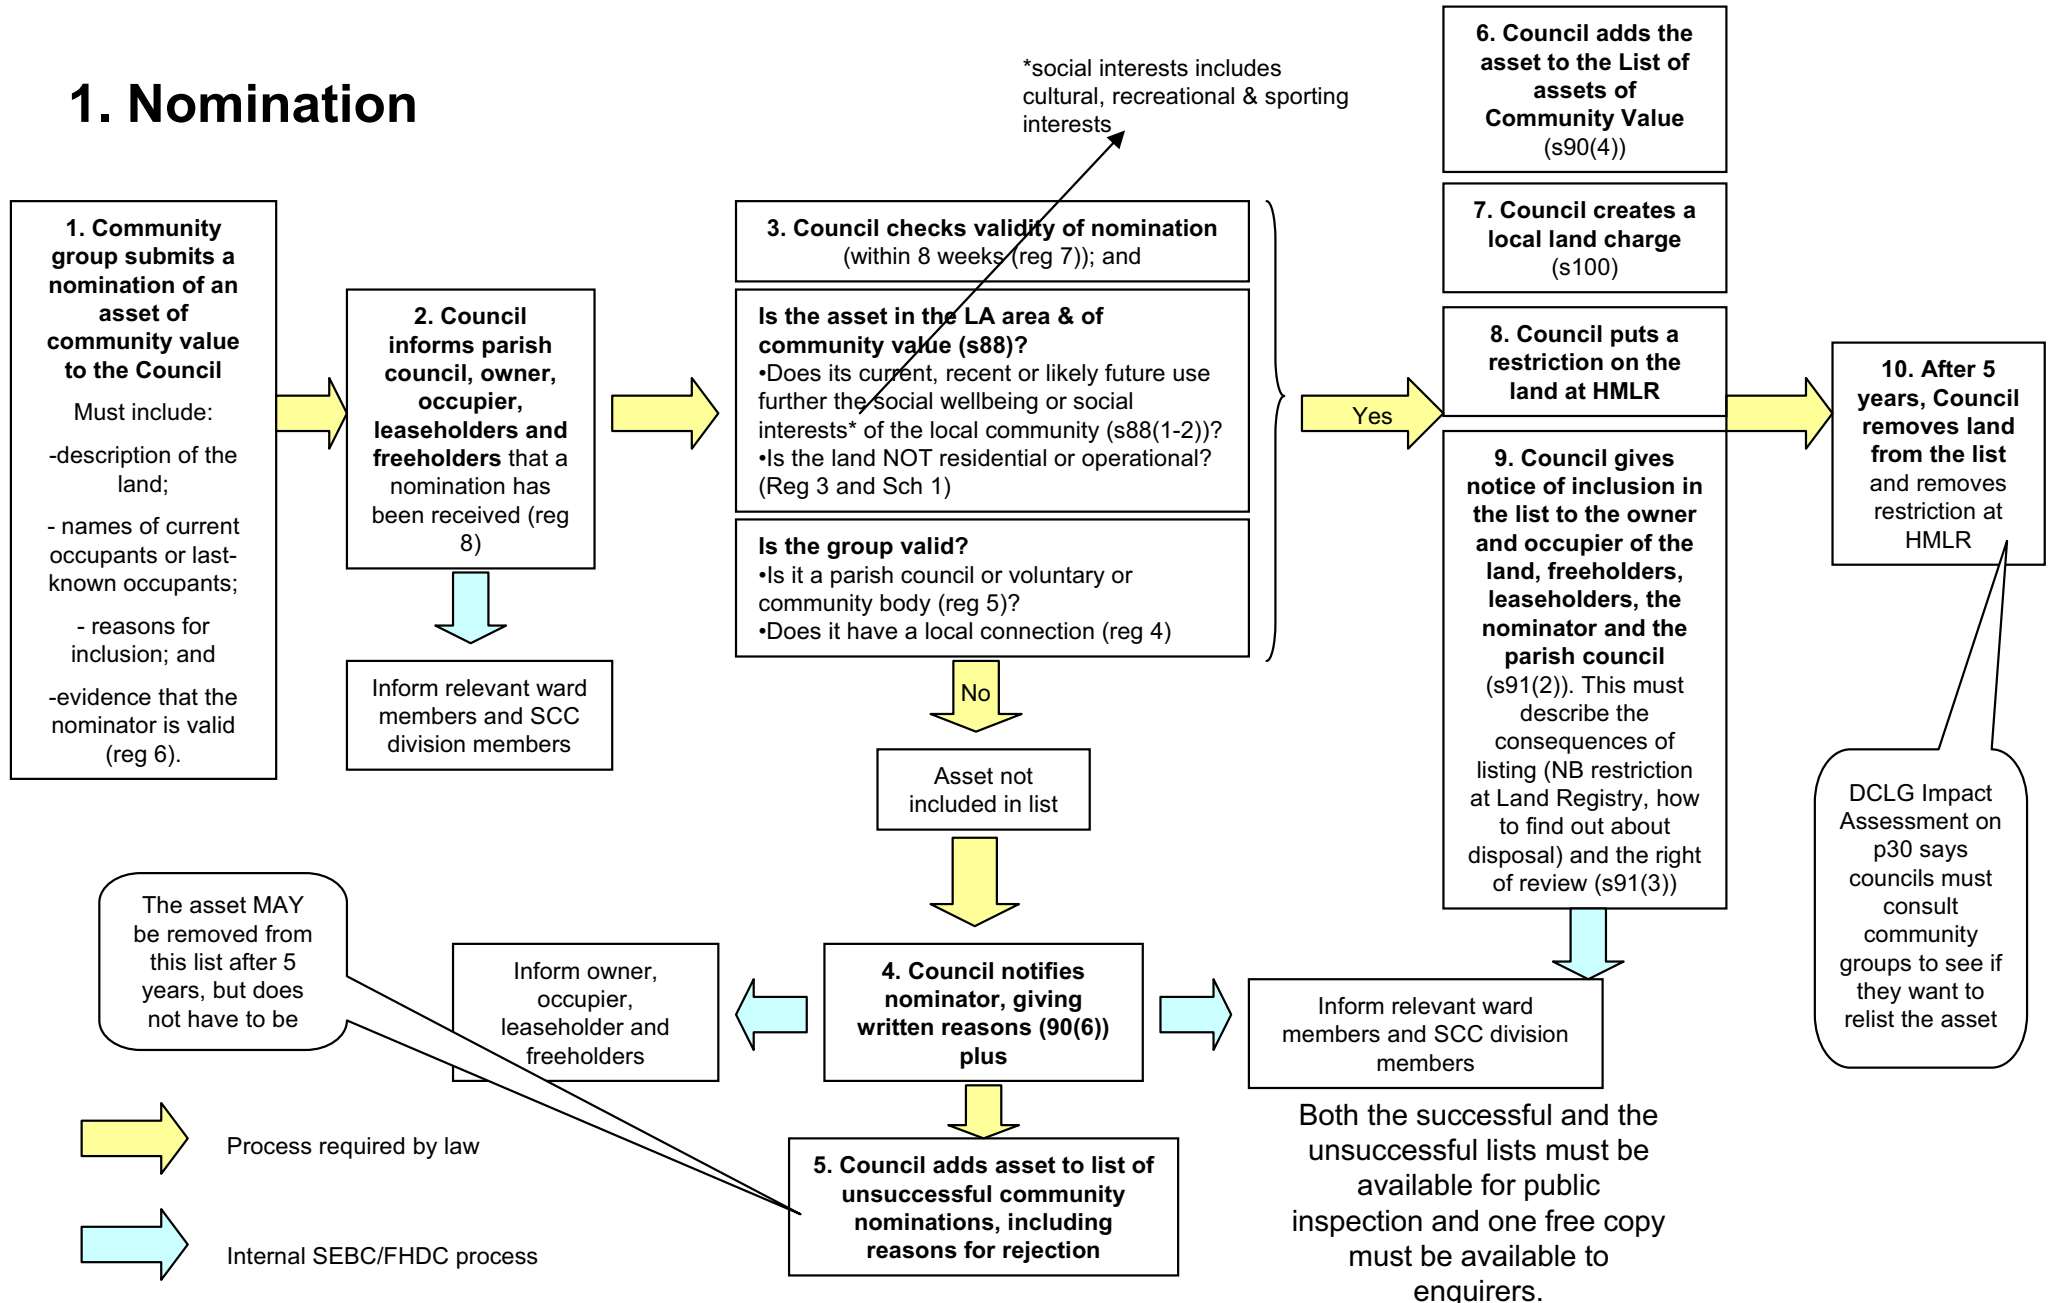 1. Nomination
*social interests includes
cultural, recreational & sporting
interests
1. Community
group submits a
nomination of an
asset of
community value
to the Council
Must include:
-description of the
land;
- names of current
occupants or last-
known occupants;
- reasons for
inclusion; and
-evidence that the
nominator is valid
(reg 6).
2. Council
informs parish
council, owner,
occupier,
leaseholders and
freeholders that a
nomination has
been received (reg
8)
Inform relevant ward
members and SCC
division members
3. Council checks validity of nomination
(within 8 weeks (reg 7)); and
Is the asset in the LA area & of
community value (s88)?
•Does its current, recent or likely future use
further the social wellbeing or social
interests* of the local community (s88(1-2))?
•Is the land NOT residential or operational?
(Reg 3 and Sch 1)
Is the group valid?
•Is it a parish council or voluntary or
community body (reg 5)?
•Does it have a local connection (reg 4)
Yes
No
Asset not
included in list
4. Council notifies
nominator, giving
written reasons (90(6))
plus
Inform owner,
occupier,
leaseholder and
freeholders
Inform relevant ward
members and SCC division
members
5. Council adds asset to list of
unsuccessful community
nominations, including
reasons for rejection
The asset MAY
be removed from
this list after 5
years, but does
not have to be
6. Council adds the
asset to the List of
assets of
Community Value
(s90(4))
7. Council creates a
local land charge
(s100)
8. Council puts a
restriction on the
land at HMLR
9. Council gives
notice of inclusion in
the list to the owner
and occupier of the
land, freeholders,
leaseholders, the
nominator and the
parish council
(s91(2)). This must
describe the
consequences of
listing (NB restriction
at Land Registry, how
to find out about
disposal) and the right
of review (s91(3))
10. After 5
years, Council
removes land
from the list
and removes
restriction at
HMLR
DCLG Impact
Assessment on
p30 says
councils must
consult
community
groups to see if
they want to
relist the asset
Process required by law
Internal SEBC/FHDC process
Both the successful and the
unsuccessful lists must be
available for public
inspection and one free copy
must be available to
enquirers.